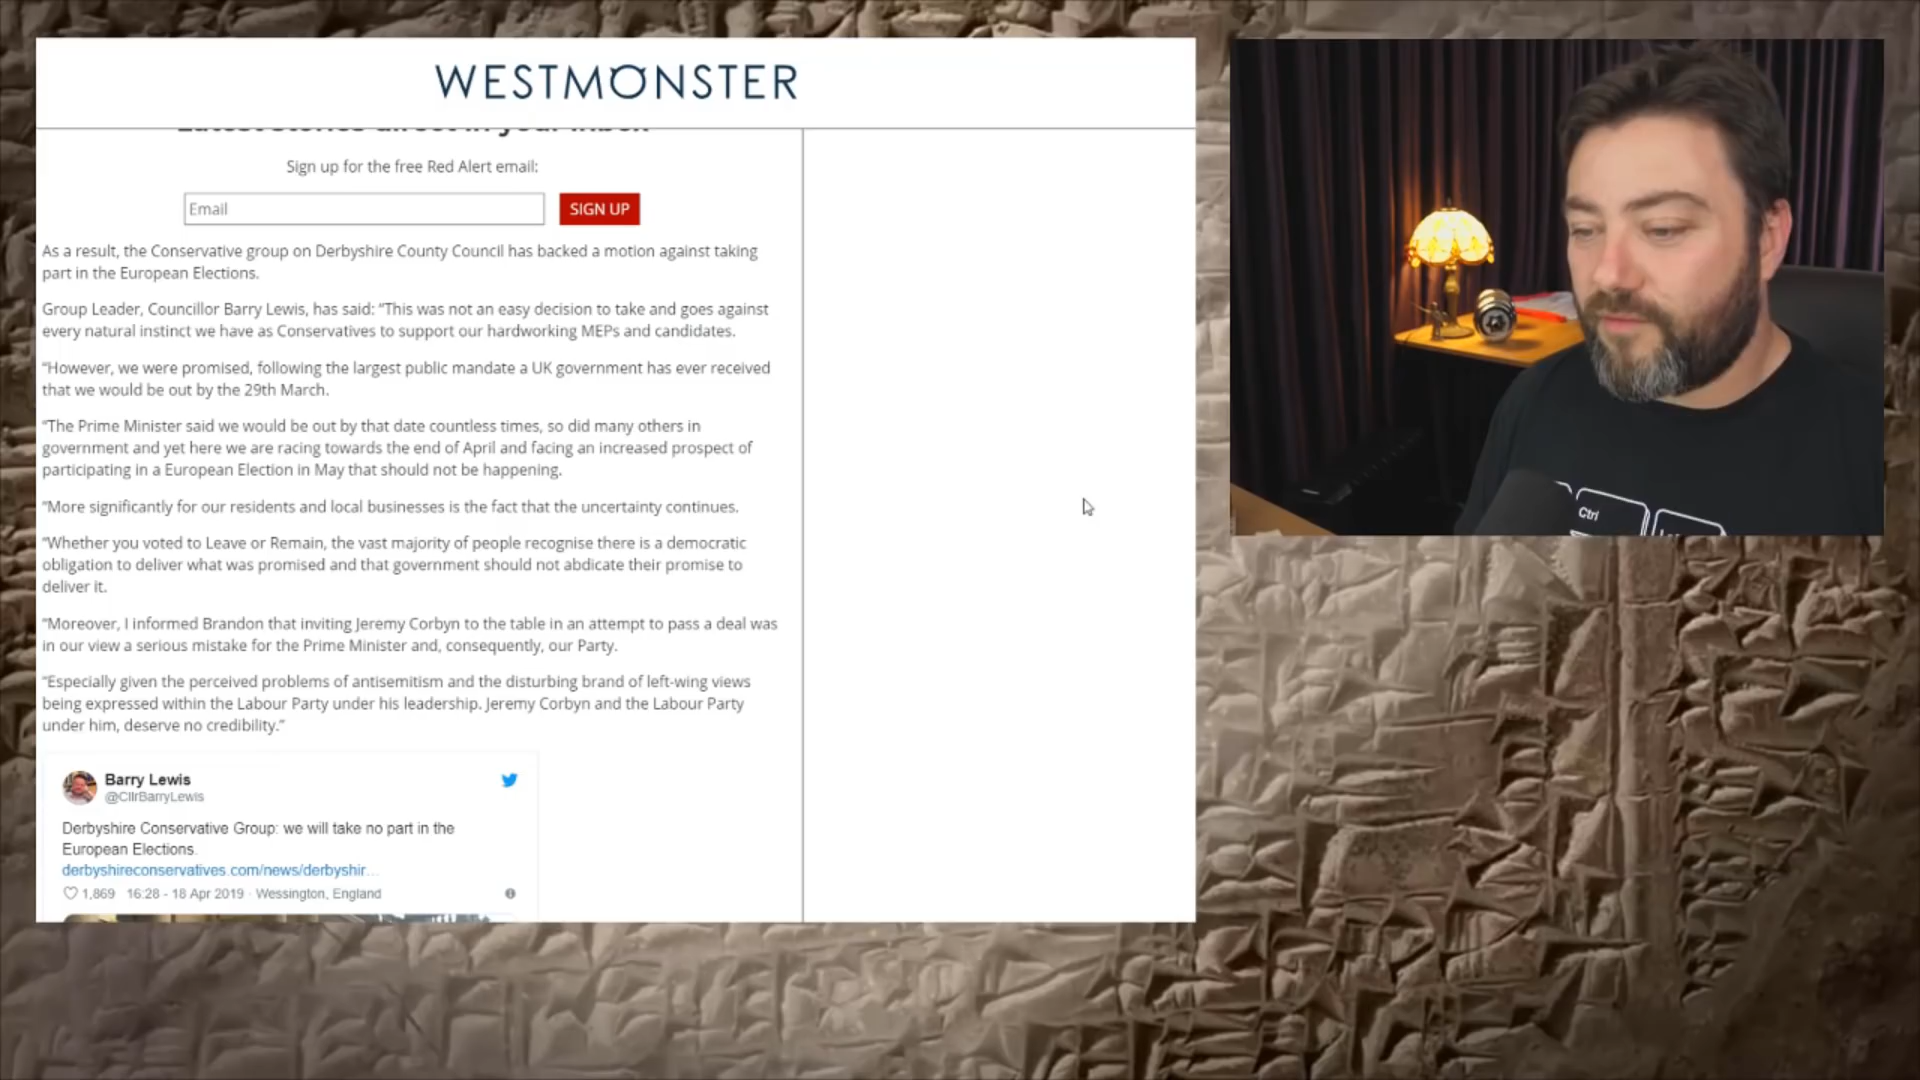 WESTMONSTER
Latest stories direct in your inbox
Sign up for the free Red Alert email:
Email
SIGN UP
As a result, the Conservative group on Derbyshire County Council has backed a motion against taking
part in the European Elections.
Group Leader, Councillor Barry Lewis, has said: “This was not an easy decision to take and goes against
every natural instinct we have as Conservatives to support our hardworking MEPs and candidates.
“However, we were promised, following the largest public mandate a UK government has ever received
that we would be out by the 29th March.
“The Prime Minister said we would be out by that date countless times, so did many others in
government and yet here we are racing towards the end of April and facing an increased prospect of
participating in a European Election in May that should not be happening.
“More significantly for our residents and local businesses is the fact that the uncertainty continues.
“Whether you voted to Leave or Remain, the vast majority of people recognise there is a democratic
obligation to deliver what was promised and that government should not abdicate their promise to
deliver it.
“Moreover, I informed Brandon that inviting Jeremy Corbyn to the table in an attempt to pass a deal was
in our view a serious mistake for the Prime Minister and, consequently, our Party.
“Especially given the perceived problems of antisemitism and the disturbing brand of left-wing views
being expressed within the Labour Party under his leadership. Jeremy Corbyn and the Labour Party
under him, deserve no credibility.”
Barry Lewis
@CllrBarryLewis
Derbyshire Conservative Group: we will take no part in the
European Elections.
derbyshireconservatives.com/news/derbyshir…
1,869 16:28 - 18 Apr 2019 · Wessington, England
Ctrl